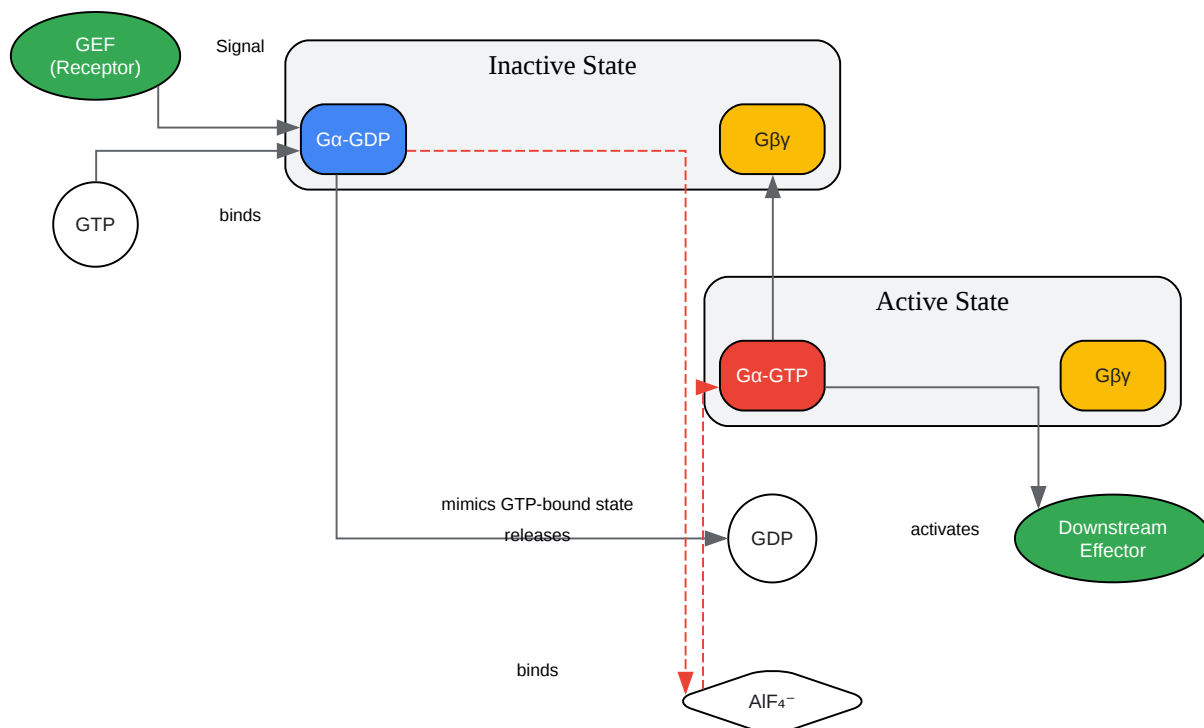 GEF
(Receptor)
Signal
Inactive State
Gα-GDP
Gβγ
GTP
binds
Active State
Gα-GTP
Gβγ
mimics GTP-bound state
releases
GDP
activates
Downstream
Effector
binds
AlF₄⁻